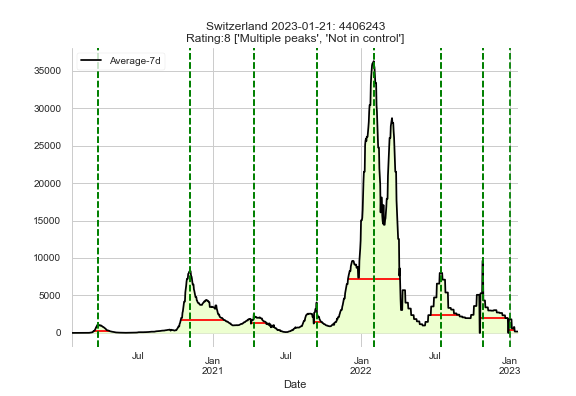 Switzerland 2023-01-21: 4406243
Rating:8 ['Multiple peaks', 'Not in control']
Average-7d
35000
30000
25000
20000
15000
10000
5000
0
Jul
Jan
2021
Jul
Jan
2022
Jul
Jan
2023
Date